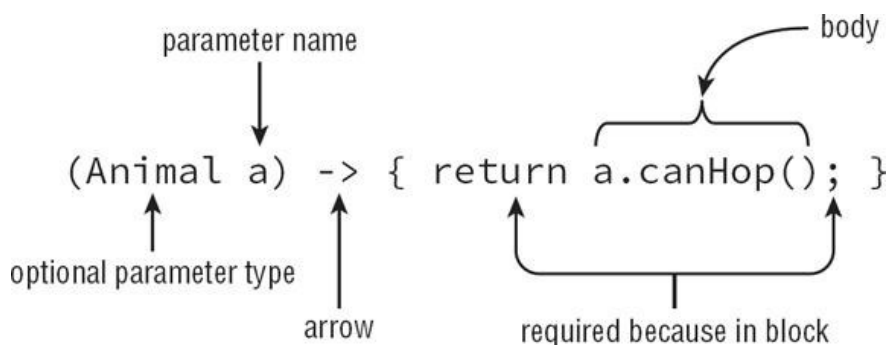 parameter name
body
(Animal a) -> { return a.canHop(); }
optional parameter type
arrow
required because in block